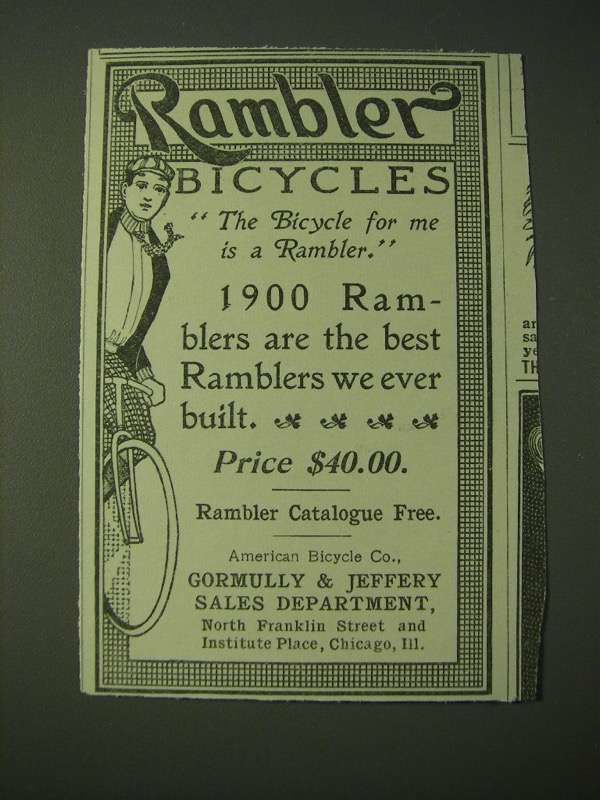 Rambler
BICYCLES
"The Bicycle for me
is a Rambler."
1900 Ram-
blers are the best
Ramblers we ever
built.
Price $40.00.
Rambler Catalogue Free.
American Bicycle Co.,
GORMULLY & JEFFERY
SALES DEPARTMENT,
North Franklin Street and
Institute Place, Chicago, Ill.
sa
TH